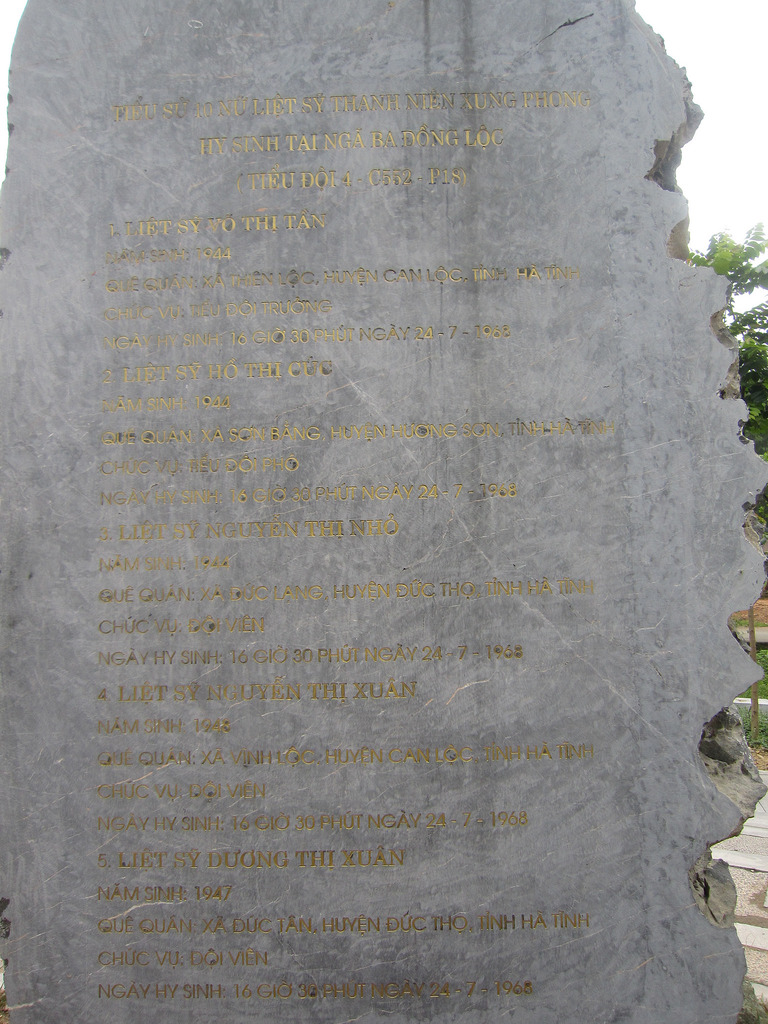 TIỂU SỬ 10 NỮ LIỆT SỸ THANH NIÊN XUNG PHONG
HY SINH TẠI NGÃ BA ĐỒNG LỘC
( TIỂU ĐỘI 4 - C552 - P18)
1. LIỆT SỸ VÕ THỊ TẦN
NĂM SINH: 1944
QUÊ QUÁN: XÃ THIÊN LỘC, HUYỆN CAN LỘC, TỈNH HÀ TĨNH
CHỨC VỤ: TIỂU ĐỘI TRƯỞNG
NGÀY HY SINH: 16 GIỜ 30 PHÚT NGÀY 24 - 7 - 1968
2. LIỆT SỸ HỒ THỊ CÚC
NĂM SINH: 1944
QUÊ QUÁN: XÃ SƠN BẰNG, HUYỆN HƯƠNG SƠN, TỈNH HÀ TĨNH
CHỨC VỤ: TIỂU ĐỘI PHÓ
NGÀY HY SINH: 16 GIỜ 30 PHÚT NGÀY 24 - 7 - 1968
3. LIỆT SỸ NGUYỄN THỊ NHỎ
NĂM SINH: 1944
QUÊ QUÁN: XÃ ĐỨC LẠNG, HUYỆN ĐỨC THỌ, TỈNH HÀ TĨNH
CHỨC VỤ: ĐỘI VIÊN
NGÀY HY SINH: 16 GIỜ 30 PHÚT NGÀY 24 - 7 - 1968
4. LIỆT SỸ NGUYỄN THỊ XUÂN
NĂM SINH: 1948
QUÊ QUÁN: XÃ VĨNH LỘC, HUYỆN CAN LỘC, TỈNH HÀ TĨNH
CHỨC VỤ: ĐỘI VIÊN
NGÀY HY SINH: 16 GIỜ 30 PHÚT NGÀY 24 - 7 - 1968
5. LIỆT SỸ DƯƠNG THỊ XUÂN
NĂM SINH: 1947
QUÊ QUÁN: XÃ ĐỨC TÂN, HUYỆN ĐỨC THỌ, TỈNH HÀ TĨNH
CHỨC VỤ: ĐỘI VIÊN
NGÀY HY SINH: 16 GIỜ 30 PHÚT NGÀY 24 - 7 - 1968